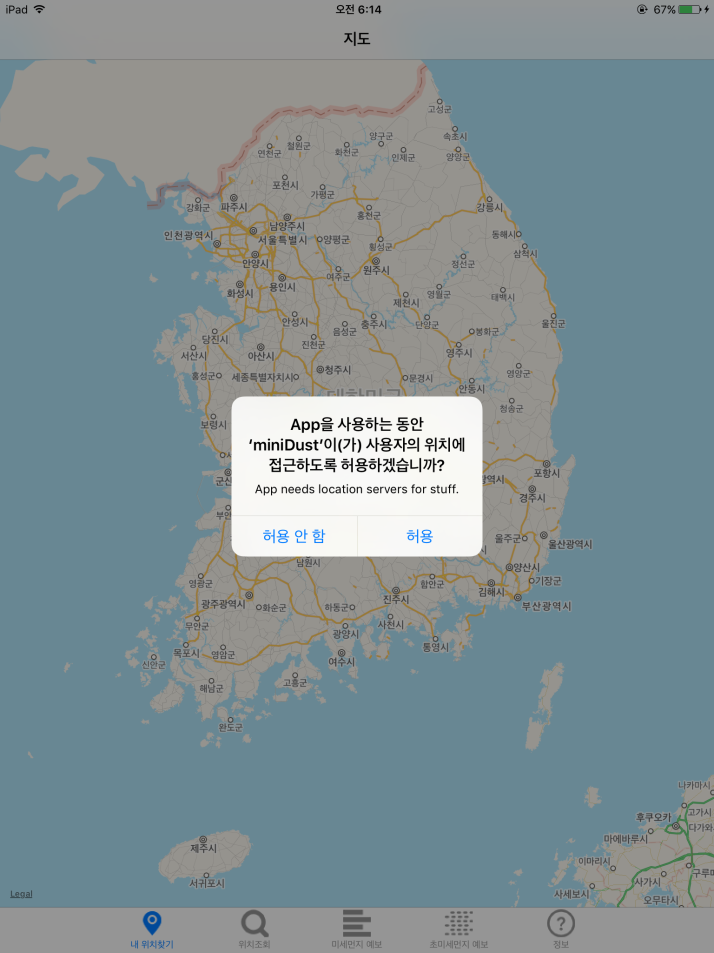 iPad 오전 6:14 67%
지도
고성군
속초시
양구군
철원군
연천군 화천군 인제군 양양군
포천시
가평군
강화군 파주시 강릉시
홍천군
남양주시
인천광역시 서울특별시 양평군 동해시
횡성군 삼척시
안양시 원주시 정선군
여주군
화성시 용인시 영월군 태백시
제천시
안성시 음성군 충주시 단양군 울진군
당진시 진천군 봉화군
서산시 아산시 영주시
홍성군 세종특별자치시 청주시 문경시 영양군
안동시
대한민국
청송군
보령시
App을 사용하는 동안
‘miniDust’이(가) 사용자의 위치에
접근하도록 허용하겠습니까?
App needs location servers for stuff.
허용 안 함 허용
포항시
경주시
울주군 울산광역시
남원시 양산시
영광군 함안군 기장군
김해시
광주광역시 화순군 하동군 진주시 부산광역시
무안군 사천시
광양시
목포시 영암군 통영시
신안군 여수시
해남군 고흥군
완도군
나카마시
후쿠오카 고가시
다가와
마에바루시
제주시
이마리시
서귀포시 사가시 구루메
사세보시 오무타시
Legal
내 위치찾기 위치조회 미세먼지 예보 초미세먼지 예보 정보